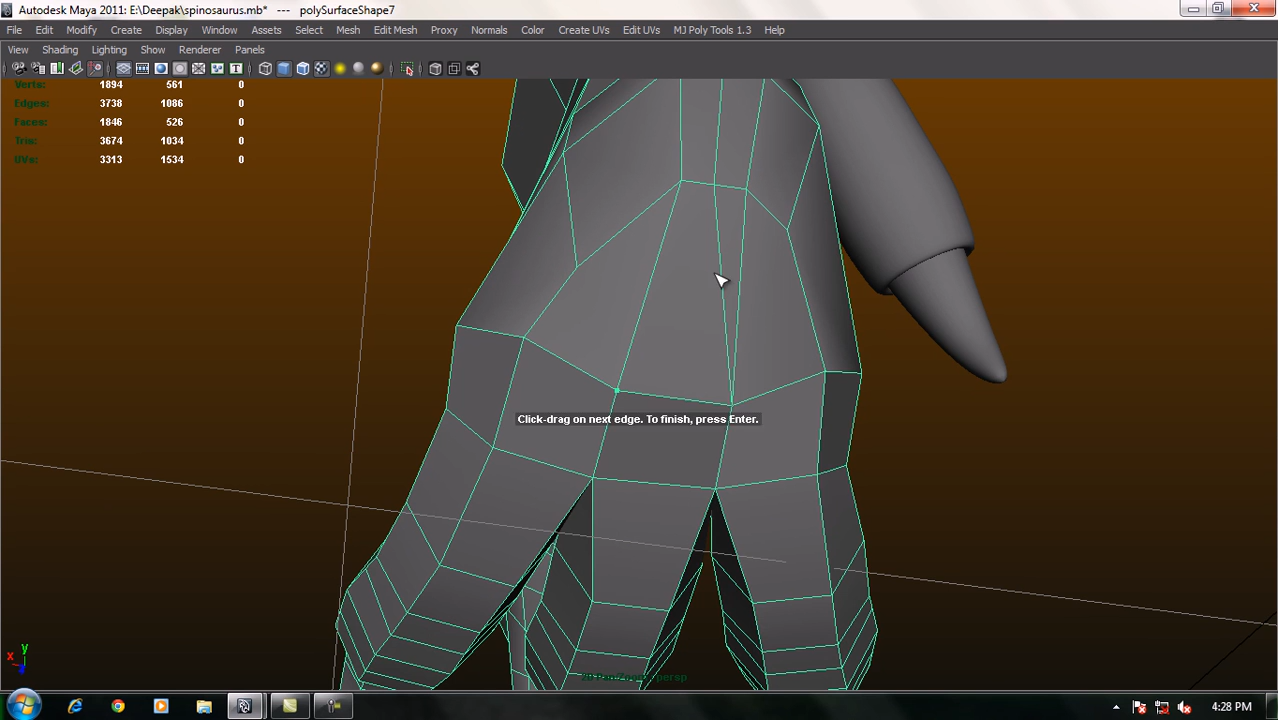 Autodesk Maya 2011: E:\Deepak\spinosaurus.mb* --- polySurfaceShape7
File Edit Modify Create Display Window Assets Select Mesh Edit Mesh Proxy Normals Color Create UVs Edit UVs MJ Poly Tools 1.3 Help
View Shading Lighting Show Renderer Panels
Verts: 1894 561 0
Edges: 3738 1086 0
Faces: 1846 526 0
Tris: 3674 1034 0
UVs: 3313 1534 0
Click-drag on next edge. To finish, press Enter.
y
x
persp
4:28 PM